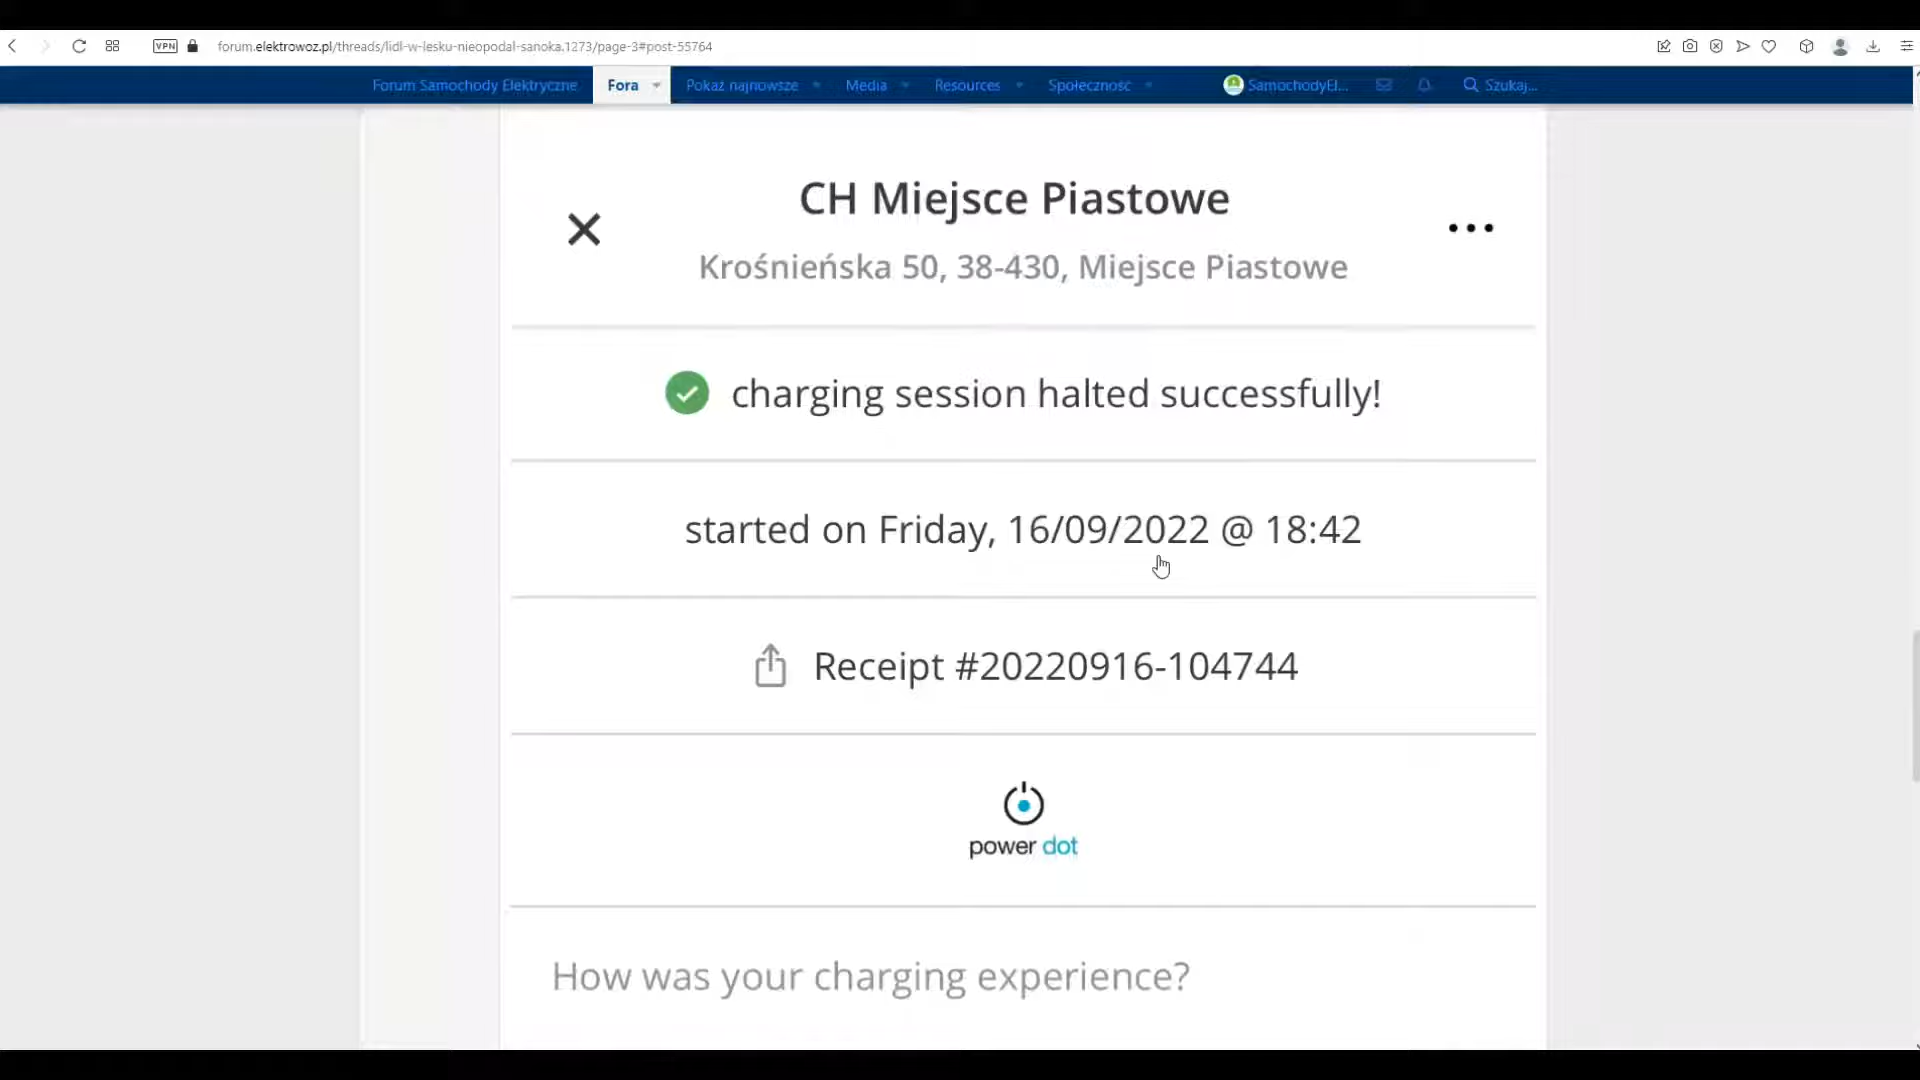 VPN
forum.elektrowoz.pl/threads/lidl-w-lesku-nieopodal-sanoka.1273/page-3#post-55764
Forum Samochody Elektryczne
Fora
Pokaż najnowsze
Media
Resources
Społeczność
SamochodyEl...
Szukaj...
CH Miejsce Piastowe
Krośnieńska 50, 38-430, Miejsce Piastowe
charging session halted successfully!
started on Friday, 16/09/2022 @ 18:42
Receipt #20220916-104744
power dot
How was your charging experience?